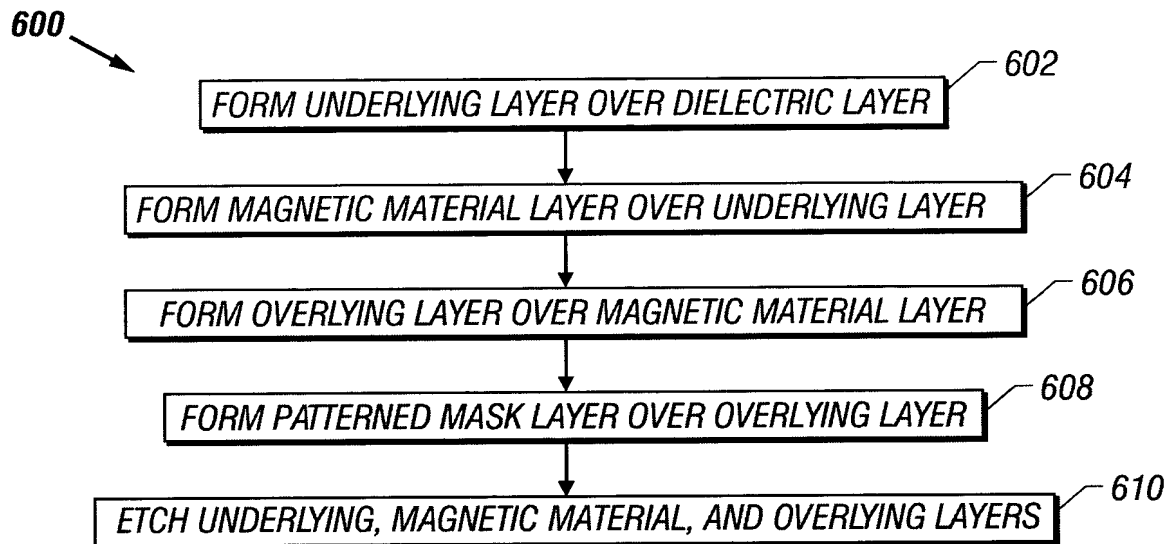 600
602
FORM UNDERLYING LAYER OVER DIELECTRIC LAYER
604
FORM MAGNETIC MATERIAL LAYER OVER UNDERLYING LAYER
606
FORM OVERLYING LAYER OVER MAGNETIC MATERIAL LAYER
608
FORM PATTERNED MASK LAYER OVER OVERLYING LAYER
610
ETCH UNDERLYING, MAGNETIC MATERIAL, AND OVERLYING LAYERS